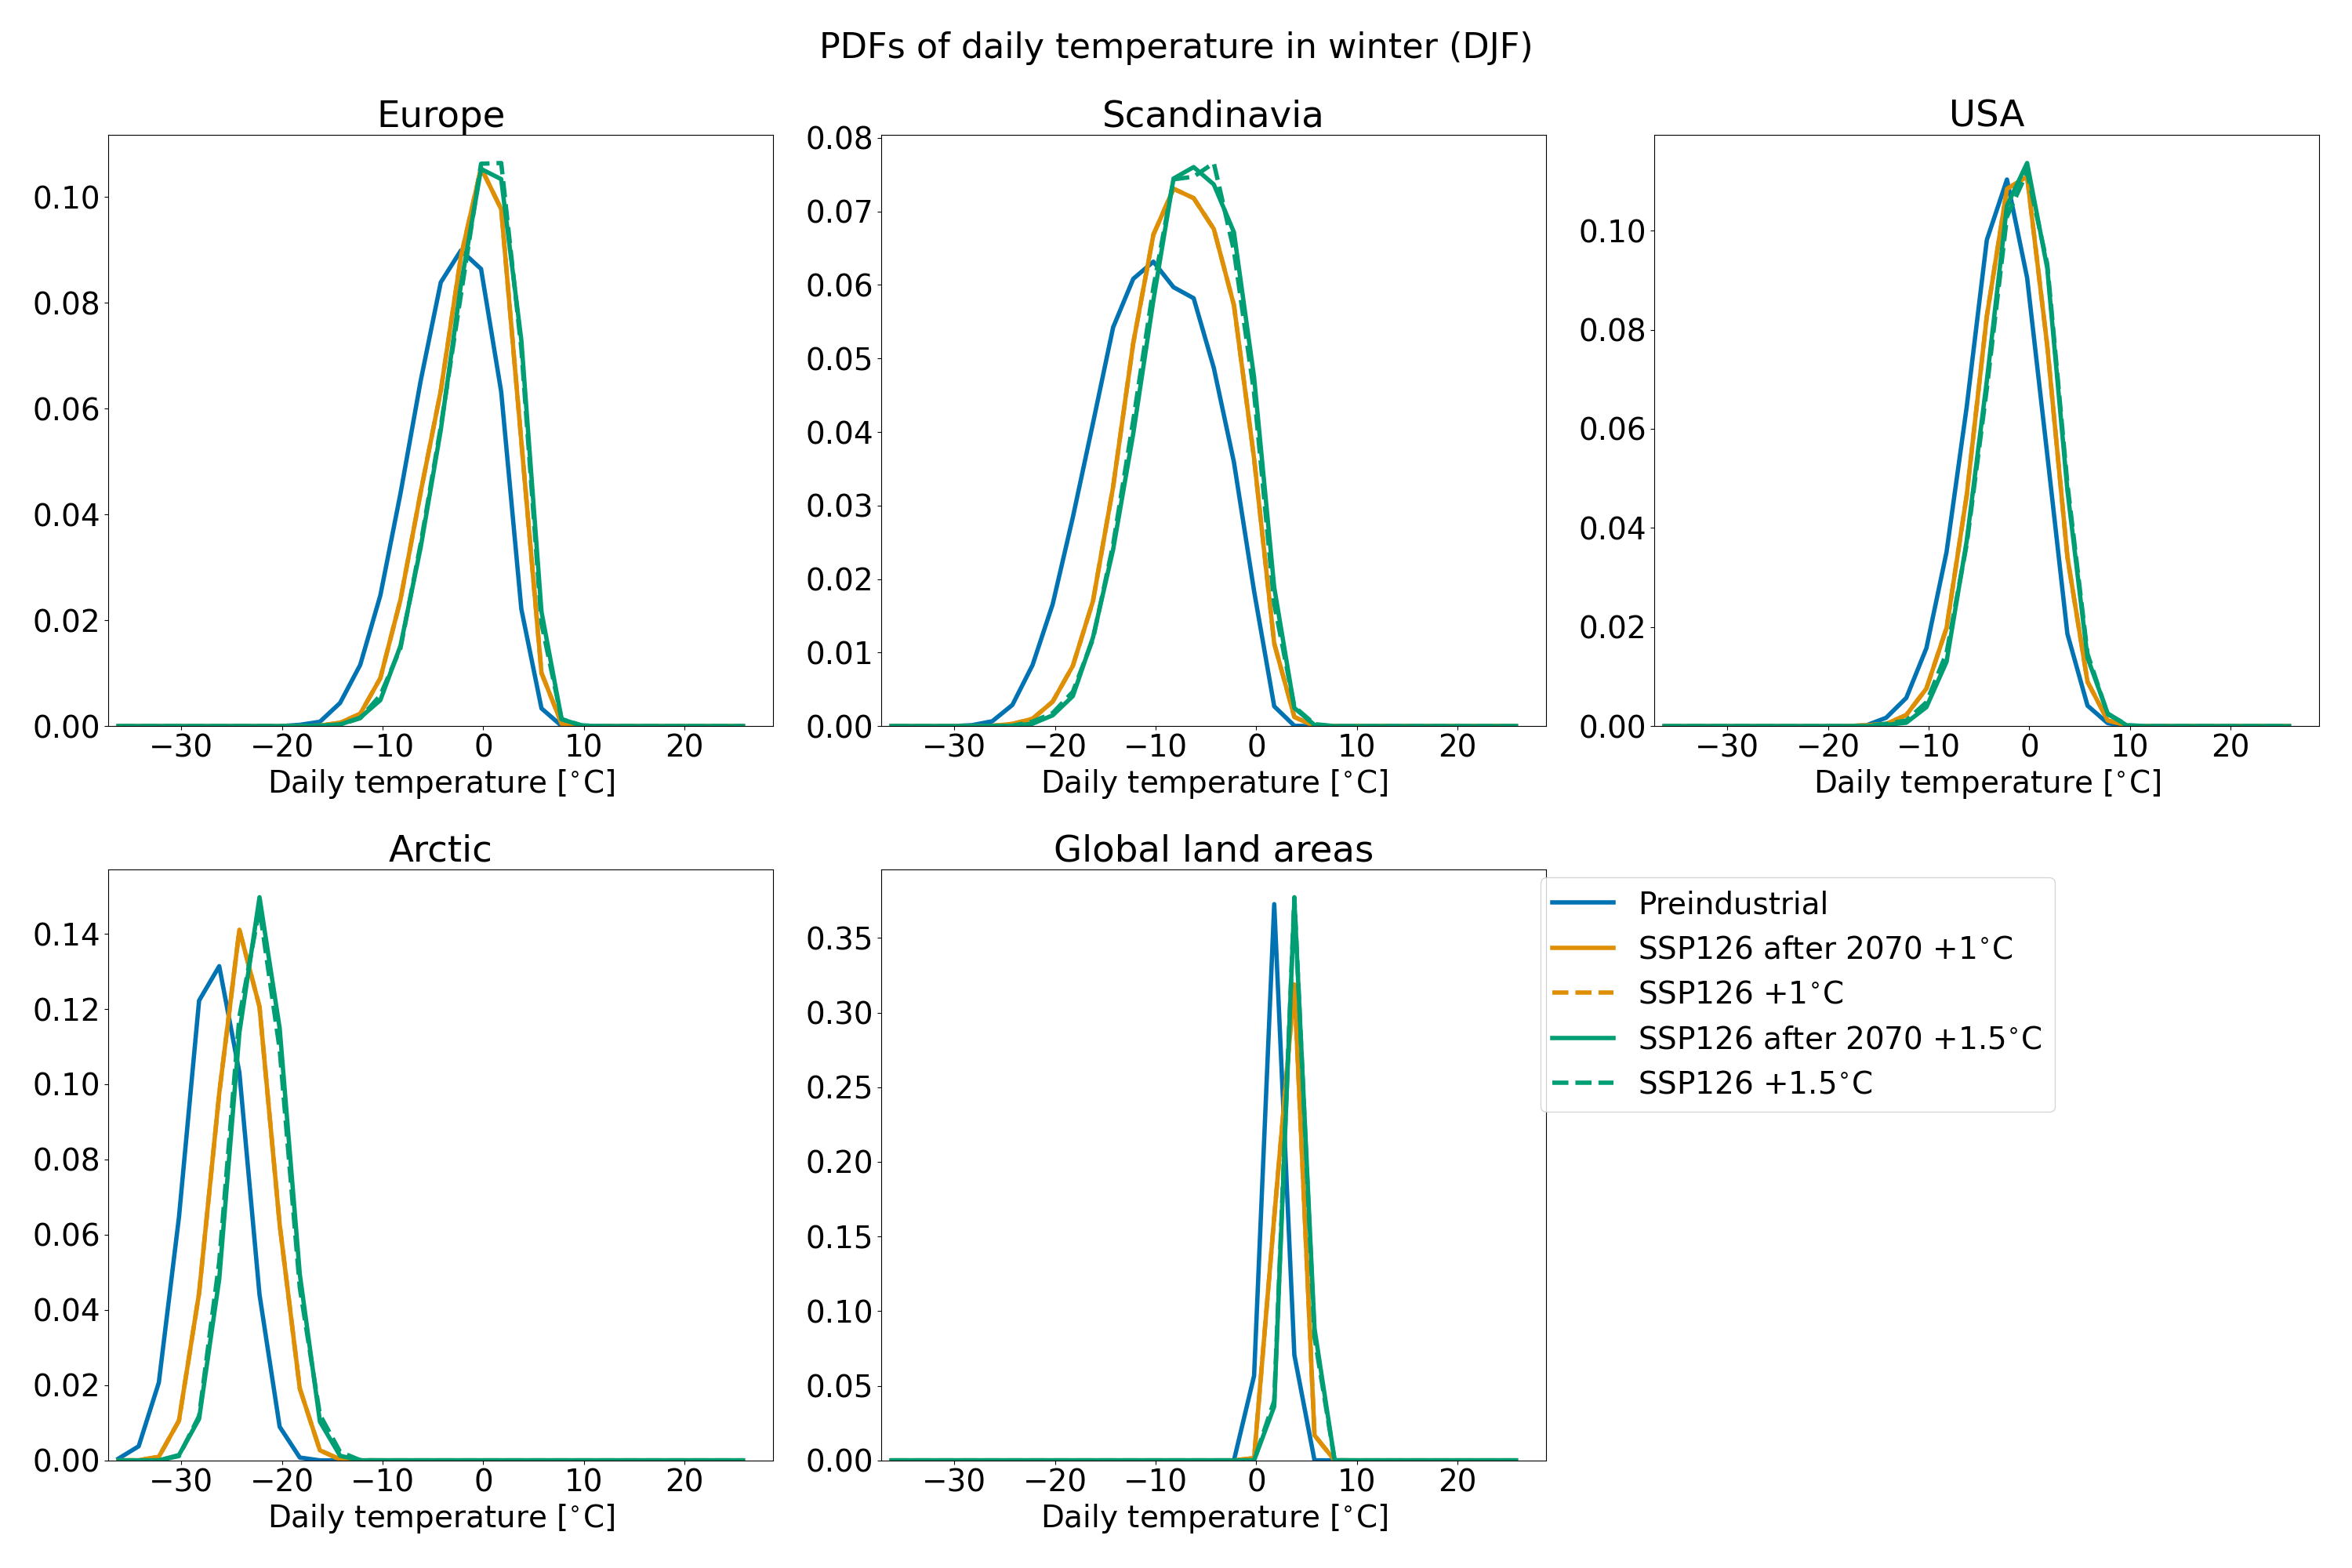 PDFs of daily temperature in winter (DJF)
Europe
0.10
0.08
0.06
0.04
0.02
0.00
−30 −20 −10 0 10 20
Daily temperature [°C]
Scandinavia
0.08
0.07
0.06
0.05
0.04
0.03
0.02
0.01
0.00
−30 −20 −10 0 10 20
Daily temperature [°C]
USA
0.10
0.08
0.06
0.04
0.02
0.00
−30 −20 −10 0 10 20
Daily temperature [°C]
Arctic
0.14
0.12
0.10
0.08
0.06
0.04
0.02
0.00
−30 −20 −10 0 10 20
Daily temperature [°C]
Global land areas
0.35
0.30
0.25
0.20
0.15
0.10
0.05
0.00
−30 −20 −10 0 10 20
Daily temperature [°C]
Preindustrial
SSP126 after 2070 +1°C
SSP126 +1°C
SSP126 after 2070 +1.5°C
SSP126 +1.5°C